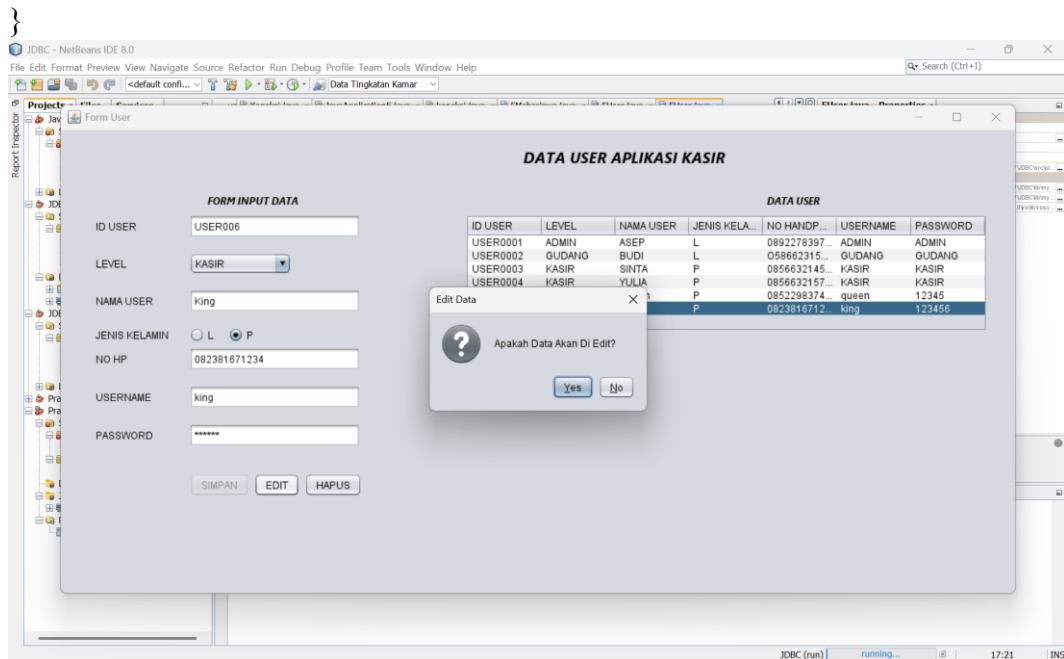 }
JDBC - NetBeans IDE 8.0
File Edit Format Preview View Navigate Source Refactor Run Debug Profile Team Tools Window Help
Search (Ctrl+I)
<default confi... Data Tingkatan Kamar
Projects
Report Inspector
Form User
DATA USER APLIKASI KASIR
FORM INPUT DATA
DATA USER
ID USER USER006
LEVEL KASIR
NAMA USER King
JENIS KELAMIN L P
NO HP 082381671234
USERNAME king
PASSWORD ******
SIMPAN EDIT HAPUS
ID USER LEVEL NAMA USER JENIS KELA... NO HANDP... USERNAME PASSWORD
USER0001 ADMIN ASEP L 0892278397... ADMIN ADMIN
USER0002 GUDANG BUDI L O58662315... GUDANG GUDANG
USER0003 KASIR SINTA P 0856632145... KASIR KASIR
USER0004 KASIR YULIA P 0856632157... KASIR KASIR
P 0852298374... queen 12345
P 0823816712... king 123456
Edit Data
Apakah Data Akan Di Edit?
Yes No
JDBC (run) running... 17:21 INS